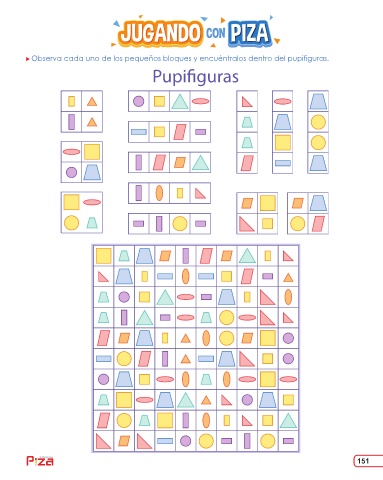 JUGANDO CON PIZA
Observa cada uno de los pequeños bloques y encuéntralos dentro del pupifiguras.
Pupifiguras
Piza
151